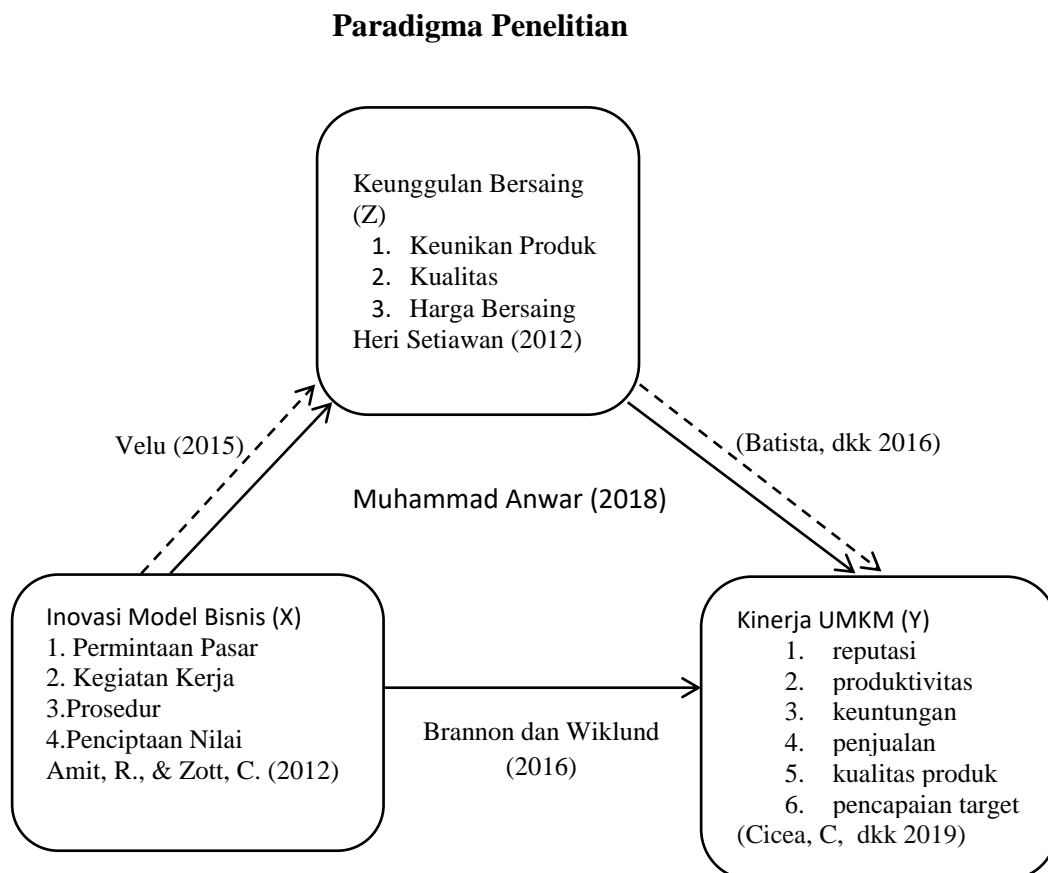 Paradigma Penelitian
Keunggulan Bersaing
(Z)
1. Keunikan Produk
2. Kualitas
3. Harga Bersaing
Heri Setiawan (2012)
Velu (2015)
(Batista, dkk 2016)
Muhammad Anwar (2018)
Inovasi Model Bisnis (X)
1. Permintaan Pasar
2. Kegiatan Kerja
3.Prosedur
4.Penciptaan Nilai
Amit, R., & Zott, C. (2012)
Brannon dan Wiklund
(2016)
Kinerja UMKM (Y)
1. reputasi
2. produktivitas
3. keuntungan
4. penjualan
5. kualitas produk
6. pencapaian target
(Cicea, C, dkk 2019)